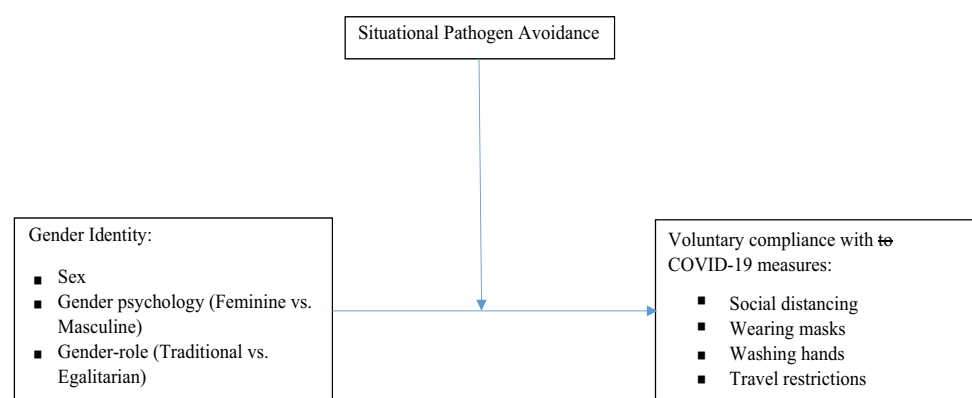 Situational Pathogen Avoidance
Gender Identity:
■ Sex
■ Gender psychology (Feminine vs.
Masculine)
■ Gender-role (Traditional vs.
Egalitarian)
Voluntary compliance with to
COVID-19 measures:
■ Social distancing
■ Wearing masks
■ Washing hands
■ Travel restrictions